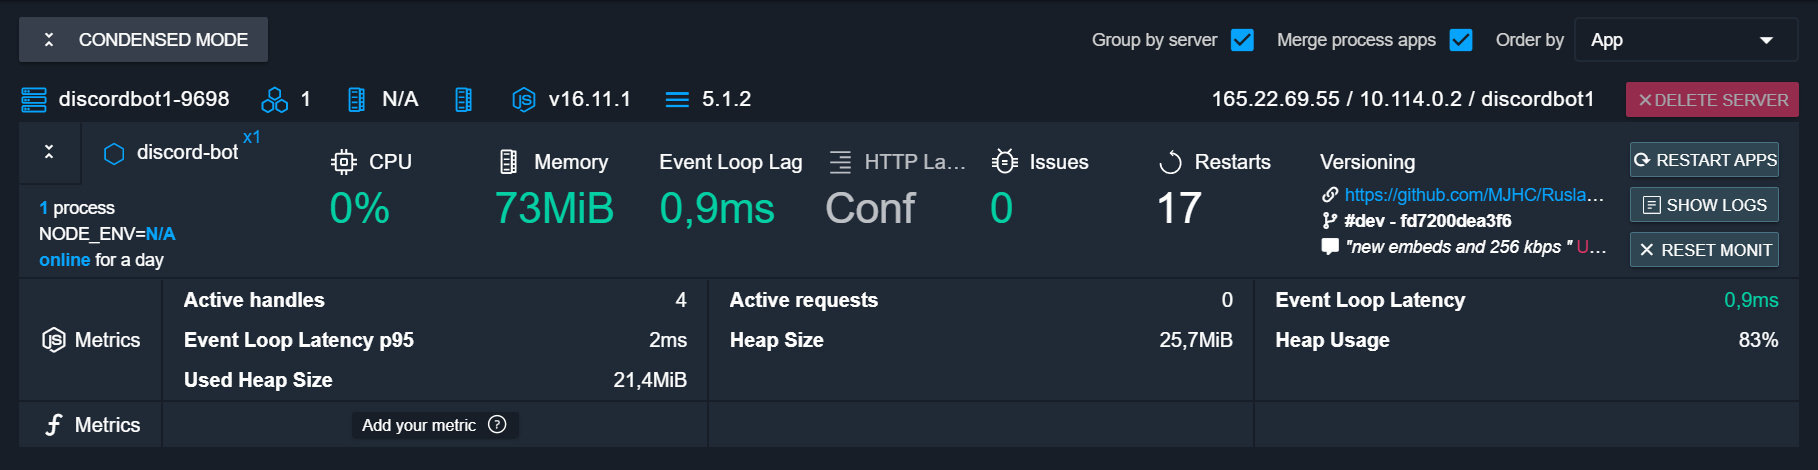 CONDENSED MODE
Group by server
Merge process apps
Order by
App
discordbot1-9698
1
N/A
v16.11.1
5.1.2
165.22.69.55 / 10.114.0.2 / discordbot1
DELETE SERVER
discord-bot x1
1 process
NODE_ENV=N/A
online for a day
CPU
0%
Memory
73MiB
Event Loop Lag
0,9ms
HTTP La...
Conf
Issues
0
Restarts
17
Versioning
https://github.com/MJHC/Rusla...
#dev - fd7200dea3f6
"new embeds and 256 kbps " U...
RESTART APPS
SHOW LOGS
RESET MONIT
JS Metrics
Active handles 4
Event Loop Latency p95 2ms
Used Heap Size 21,4MiB
Active requests 0
Heap Size 25,7MiB
Event Loop Latency 0,9ms
Heap Usage 83%
Metrics
Add your metric ?